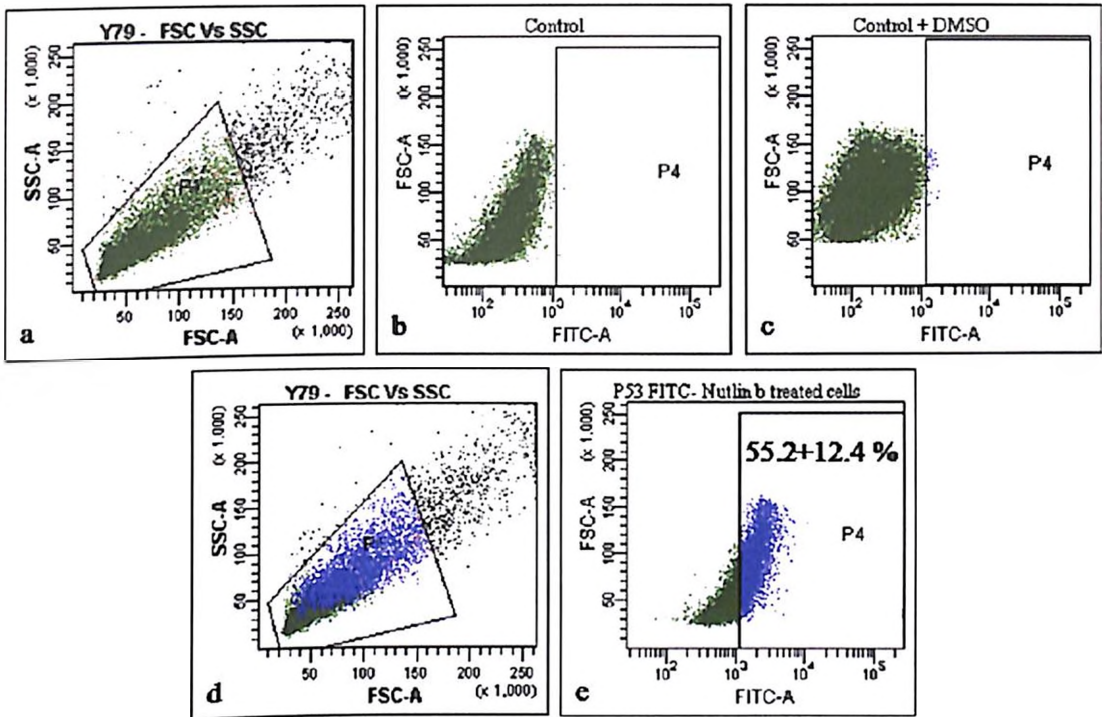 Y79 - FSC Vs SSC
SSC-A
(x 1,000)
250
200
150
100
50
P1
50 100 150 200 250
FSC-A
(x 1,000)
a
Control
FSC-A
(x 1,000)
250
200
150
100
50
P4
10² 10³ 10⁴ 10⁵
FITC-A
b
Control + DMSO
FSC-A
(x 1,000)
250
200
150
100
50
P4
10² 10³ 10⁴ 10⁵
FITC-A
c
Y79 - FSC Vs SSC
SSC-A
(x 1,000)
250
200
150
100
50
50 100 150 200 250
FSC-A
(x 1,000)
d
P53 FITC- Nutlin b treated cells
FSC-A
(x 1,000)
250
200
150
100
50
55.2+12.4 %
P4
10² 10³ 10⁴ 10⁵
FITC-A
e